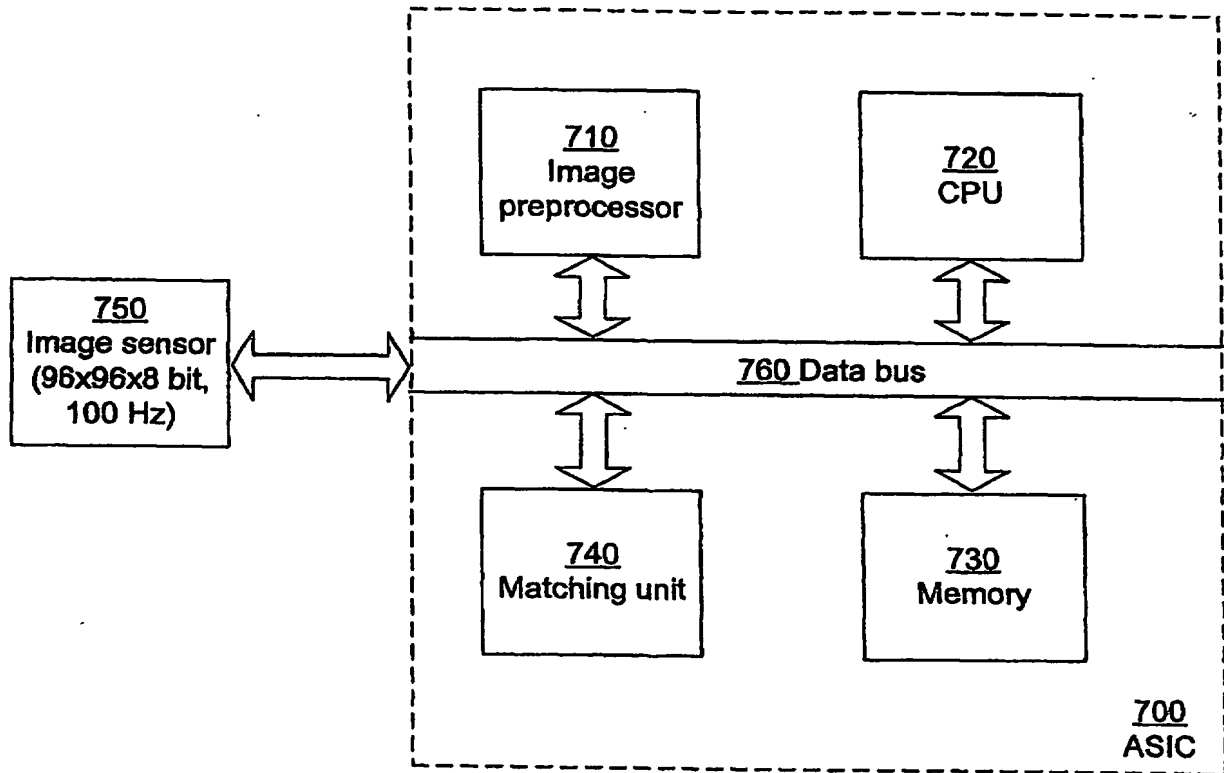 710
Image
preprocessor
720
CPU
750
Image sensor
(96x96x8 bit,
100 Hz)
760 Data bus
740
Matching unit
730
Memory
700
ASIC